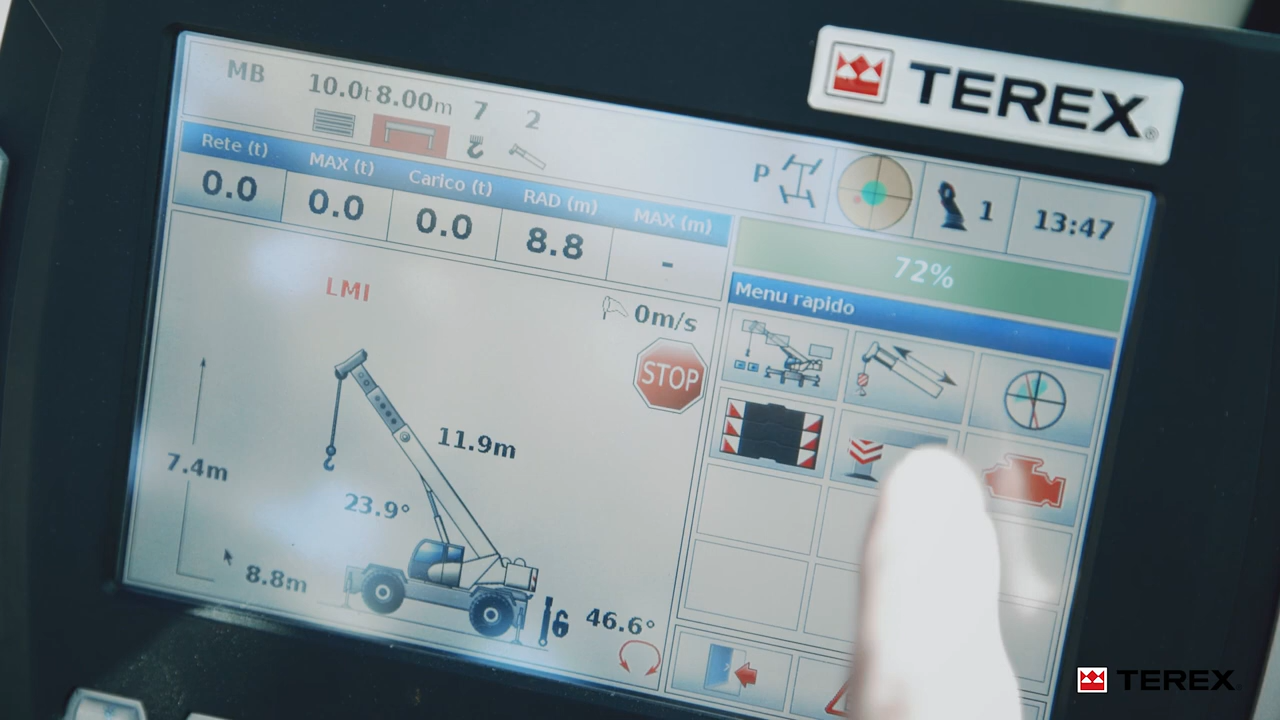 TEREX®
MB 10.0t 8.00m 7 2
P
1 13:47
Rete (t) MAX (t) Carico (t) RAD (m) MAX (m)
0.0 0.0 0.0 8.8 -
72%
Menu rapido
LMI
0m/s
STOP
11.9m
7.4m
23.9°
8.8m
46.6°
TEREX